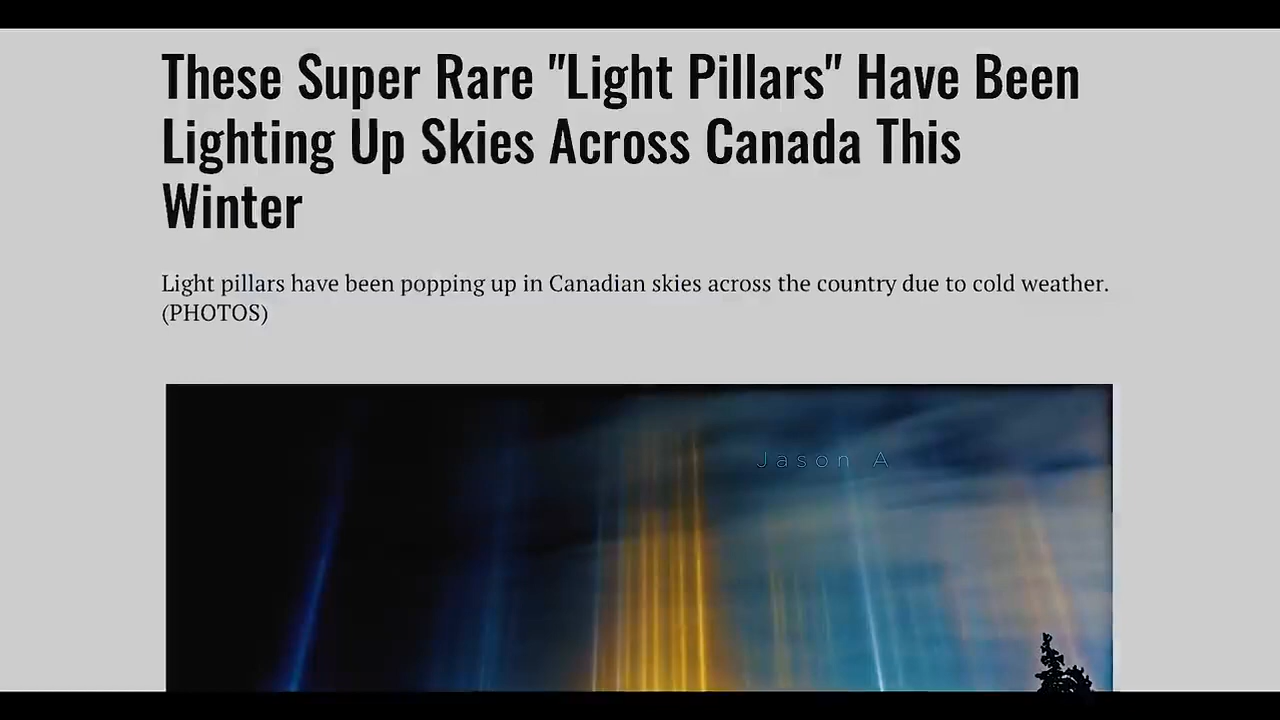 These Super Rare "Light Pillars" Have Been
Lighting Up Skies Across Canada This
Winter
Light pillars have been popping up in Canadian skies across the country due to cold weather.
(PHOTOS)
Jason A